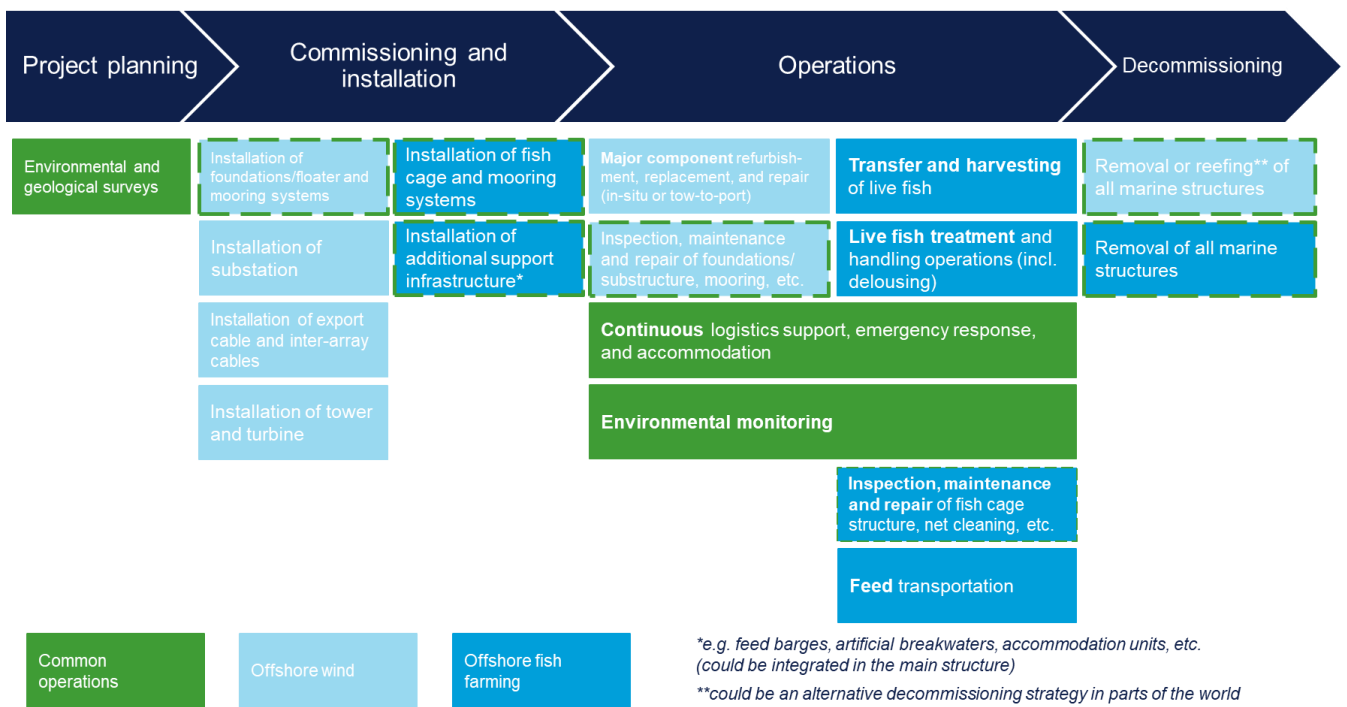 Project planning
Commissioning and
installation
Operations
Decommissioning
Environmental and
geological surveys
Installation of
foundations/floater and
mooring systems
Installation of
substation
Installation of export
cable and inter-array
cables
Installation of tower
and turbine
Installation of fish
cage and mooring
systems
Installation of
additional support
infrastructure*
Major component refurbish-
ment, replacement, and repair
(in-situ or tow-to-port)
Inspection, maintenance
and repair of foundations/
substructure, mooring, etc.
Transfer and harvesting
of live fish
Live fish treatment and
handling operations (incl.
delousing)
Continuous logistics support, emergency response,
and accommodation
Environmental monitoring
Inspection, maintenance
and repair of fish cage
structure, net cleaning, etc.
Feed transportation
Removal or reefing** of
all marine structures
Removal of all marine
structures
Common
operations
Offshore wind
Offshore fish
farming
*e.g. feed barges, artificial breakwaters, accommodation units, etc.
(could be integrated in the main structure)
**could be an alternative decommissioning strategy in parts of the world